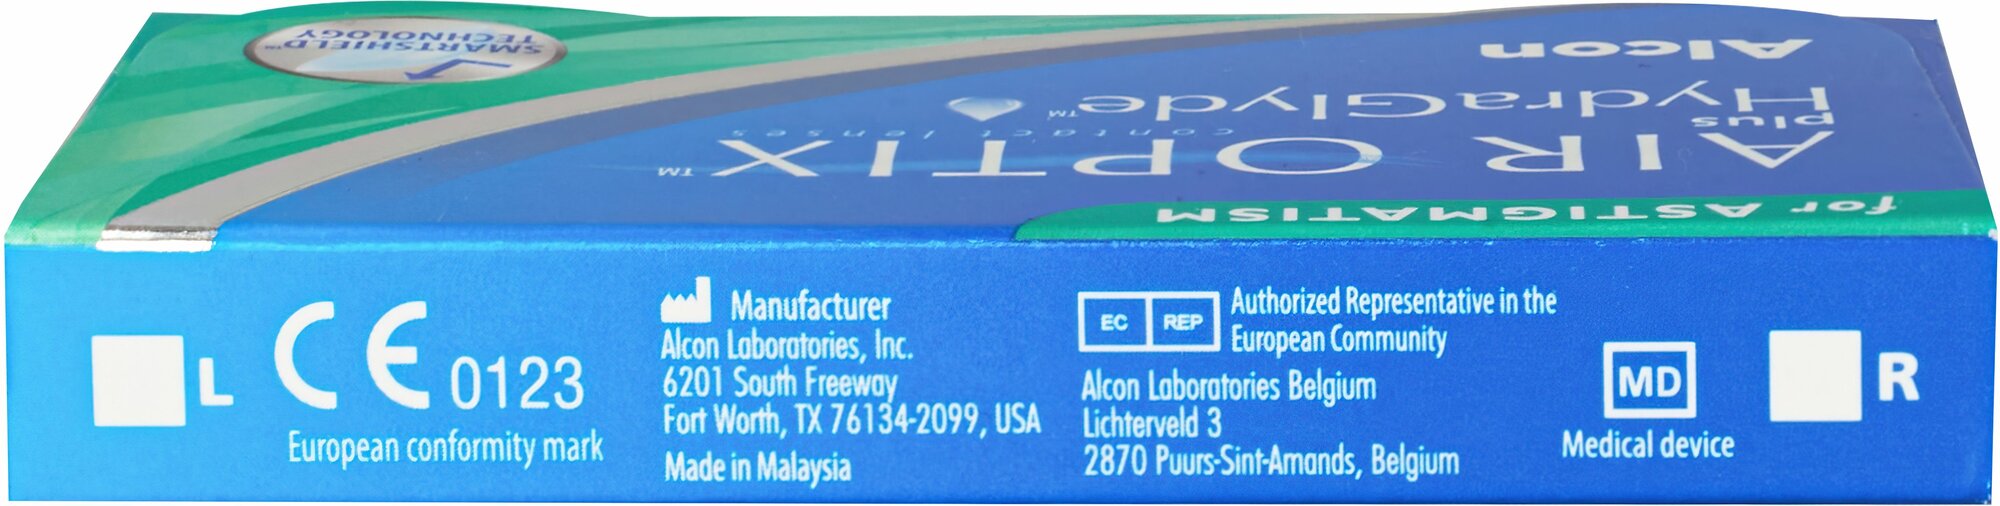 SMARTSHIELD™
TECHNOLOGY
Alcon
AIR OPTIX™
contact lenses
plus
HydraGlyde™
for ASTIGMATISM
L
CE 0123
European conformity mark
Manufacturer
Alcon Laboratories, Inc.
6201 South Freeway
Fort Worth, TX 76134-2099, USA
Made in Malaysia
EC REP
Authorized Representative in the
European Community
Alcon Laboratories Belgium
Lichterveld 3
2870 Puurs-Sint-Amands, Belgium
MD
Medical device
R